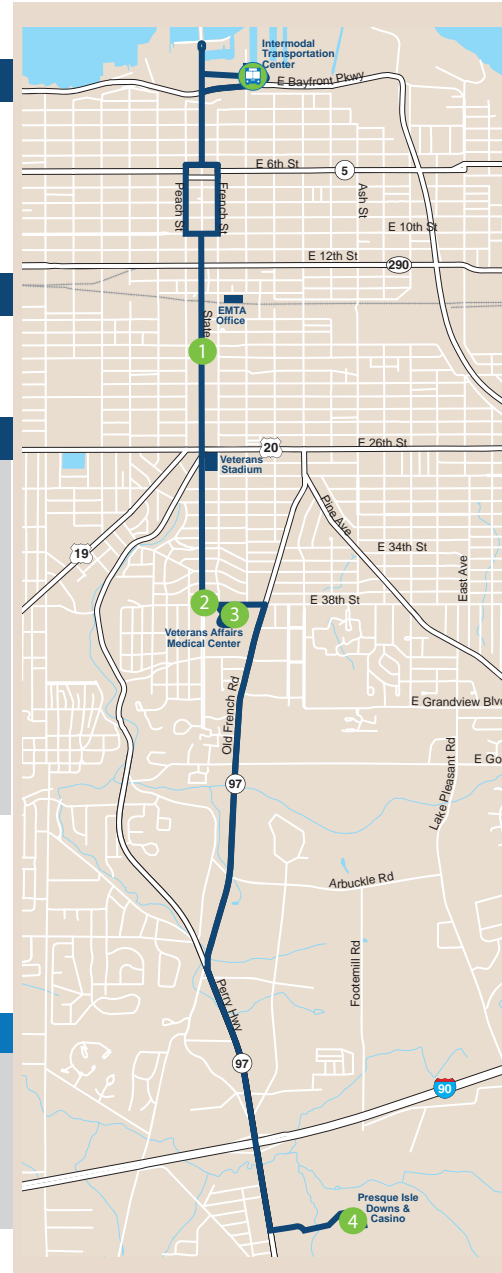 Intermodal
Transportation
Center
E Bayfront Pkwy
E 6th St
5
Peach St
French St
Ash St
E 10th St
E 12th St
290
EMTA
Office
State
1
E 26th St
20
Veterans
Stadium
Pine Ave
19
E 34th St
East Ave
2
3
E 38th St
Veterans Affairs
Medical Center
Old French Rd
E Grandview Blv
E Go
97
Lake Pleasant Rd
Arbuckle Rd
Footemill Rd
Perry Hwy
97
90
Presque Isle
Downs &
Casino
4